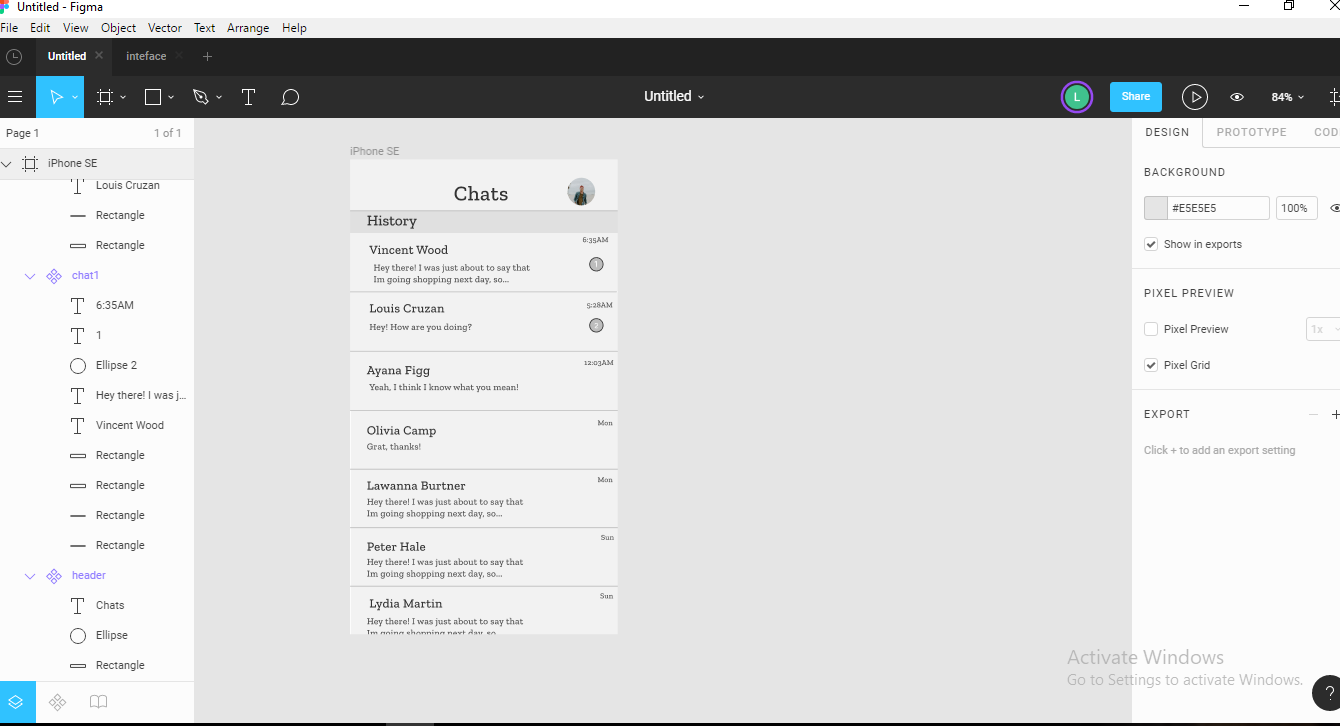 Untitled - Figma
File Edit View Object Vector Text Arrange Help
Untitled inteface
Untitled
L
Share
84%
Page 1
1 of 1
iPhone SE
Louis Cruzan
Rectangle
Rectangle
chat1
6:35AM
1
Ellipse 2
Hey there! I was j...
Vincent Wood
Rectangle
Rectangle
Rectangle
Rectangle
header
Chats
Ellipse
Rectangle
iPhone SE
Chats
History
Vincent Wood
6:35AM
Hey there! I was just about to say that
Im going shopping next day, so...
1
Louis Cruzan
5:28AM
Hey! How are you doing?
2
Ayana Figg
12:03AM
Yeah, I think I know what you mean!
Olivia Camp
Mon
Grat, thanks!
Lawanna Burtner
Mon
Hey there! I was just about to say that
Im going shopping next day, so...
Peter Hale
Sun
Hey there! I was just about to say that
Im going shopping next day, so...
Lydia Martin
Sun
Hey there! I was just about to say that
Im going shopping next day, so
DESIGN PROTOTYPE COD
BACKGROUND
#E5E5E5 100%
Show in exports
PIXEL PREVIEW
Pixel Preview
1x
Pixel Grid
EXPORT
Click + to add an export setting
Activate Windows
Go to Settings to activate Windows.
?